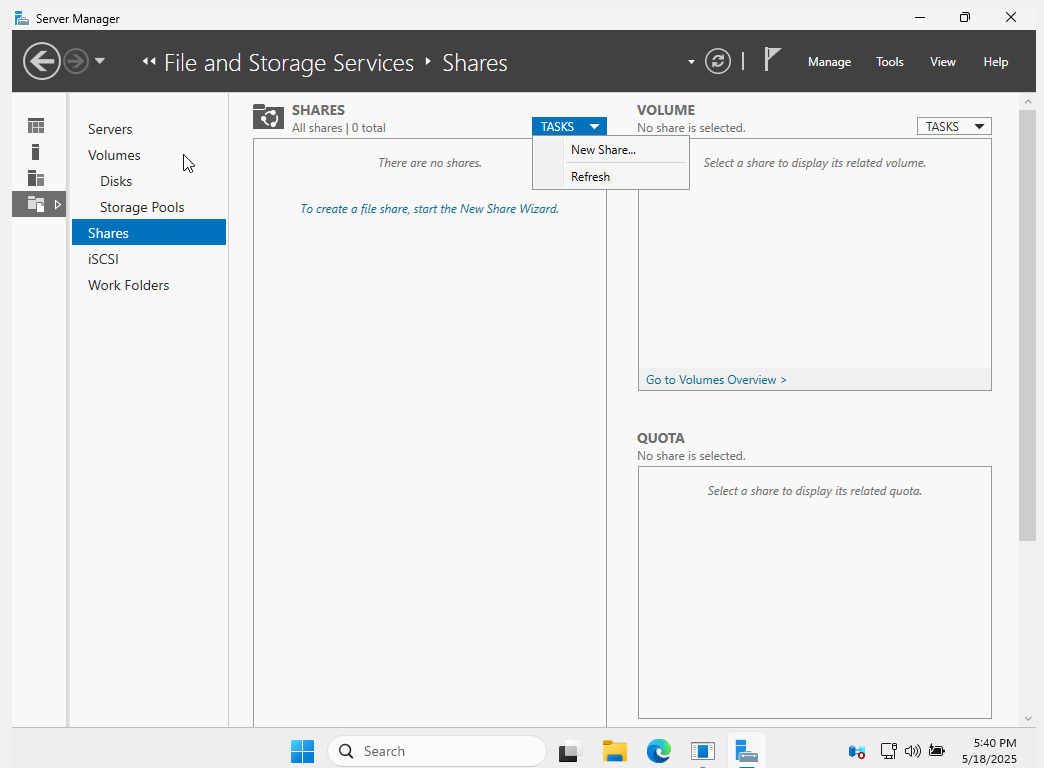 Server Manager
File and Storage Services Shares
Manage Tools View Help
Servers
Volumes
Disks
Storage Pools
Shares
iSCSI
Work Folders
SHARES
All shares | 0 total
TASKS
New Share...
Refresh
There are no shares.
To create a file share, start the New Share Wizard.
VOLUME
No share is selected.
TASKS
Select a share to display its related volume.
Go to Volumes Overview >
QUOTA
No share is selected.
Select a share to display its related quota.
Search
5:40 PM
5/18/2025